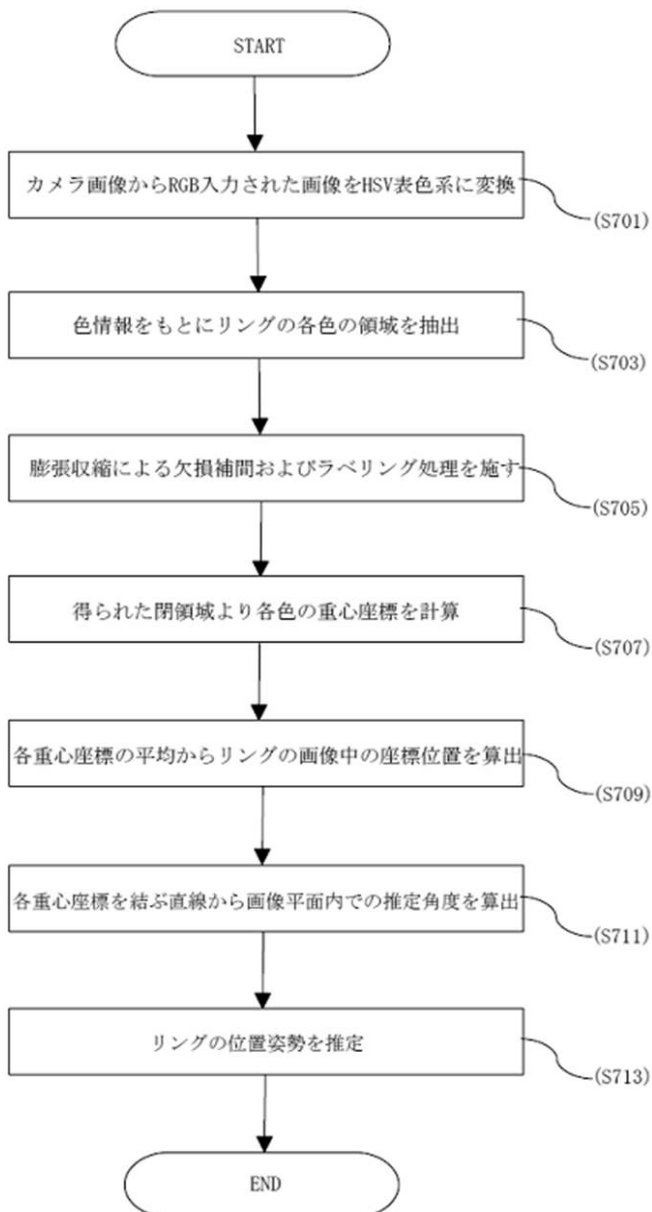 START
カメラ画像からRGB入力された画像をHSV表色系に変換
(S701)
色情報をもとにリングの各色の領域を抽出
(S703)
膨張収縮による欠損補間およびラベリング処理を施す
(S705)
得られた閉領域より各色の重心座標を計算
(S707)
各重心座標の平均からリングの画像中の座標位置を算出
(S709)
各重心座標を結ぶ直線から画像平面内での推定角度を算出
(S711)
リングの位置姿勢を推定
(S713)
END